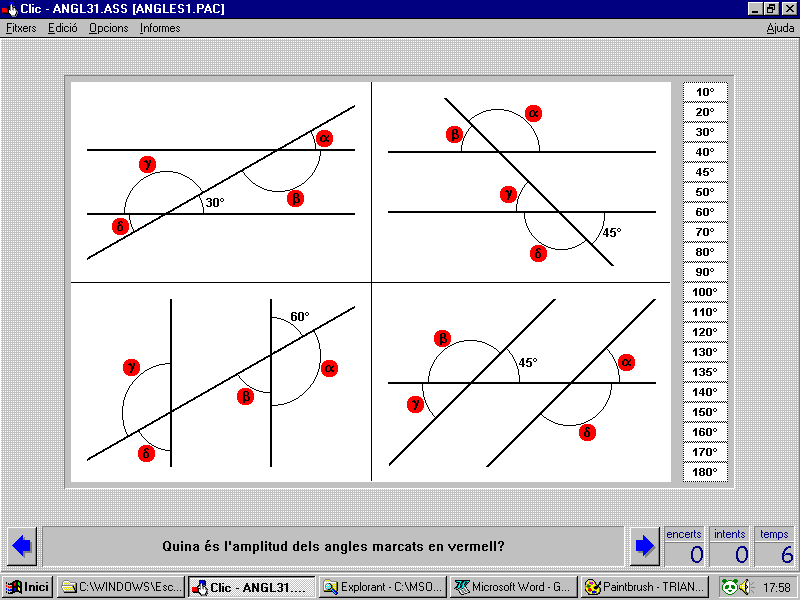 Clic - ANGL31.ASS [ANGLES1.PAC]
Fitxers Edició Opcions Informes Ajuda
α
γ
β
30°
δ
α
β
γ
45°
δ
60°
γ
α
β
δ
β
45°
α
γ
δ
10°
20°
30°
40°
45°
50°
60°
70°
80°
90°
100°
110°
120°
130°
135°
140°
150°
160°
170°
180°
Quina és l'amplitud dels angles marcats en vermell?
encerts intents temps
0 0 6
Inici C:\WINDOWS\Esc... Clic - ANGL31.... Explorant - C:\MSO... Microsoft Word - G... Paintbrush - TRIAN... 17:58